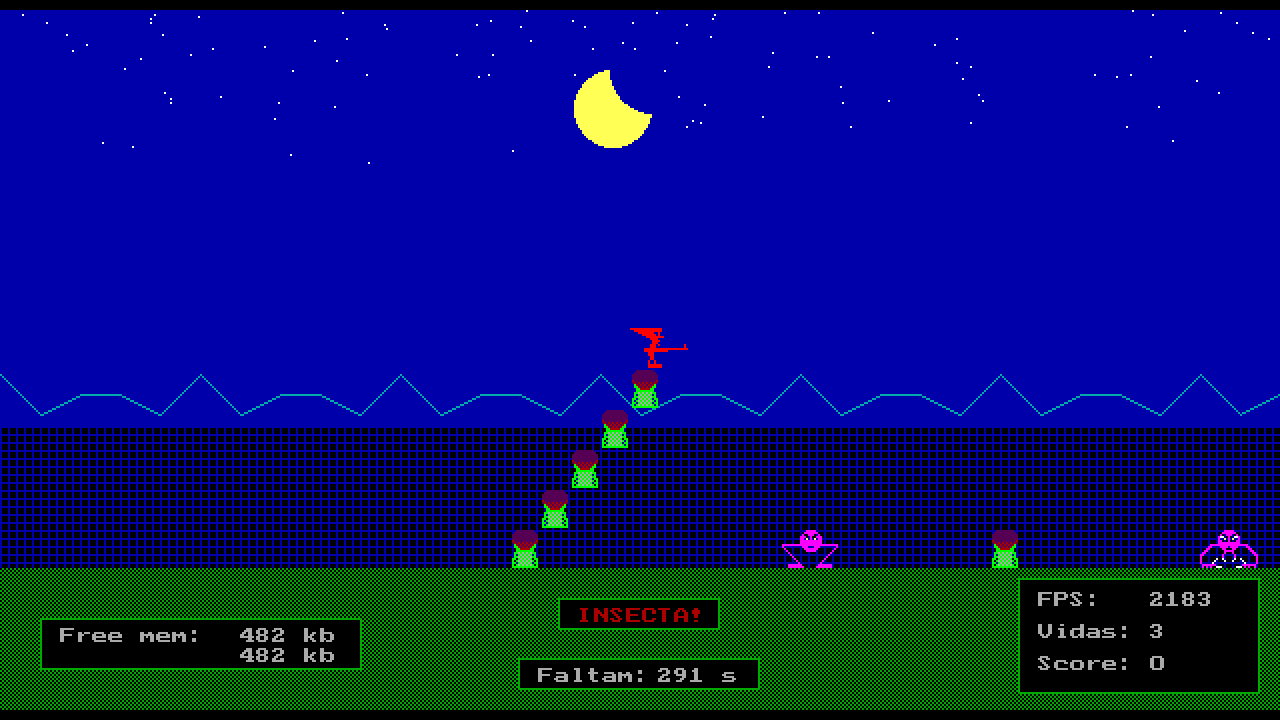 INSECTA!
Free mem: 482 kb
482 kb
Faltam: 291 s
FPS: 2183
Vidas: 3
Score: 0